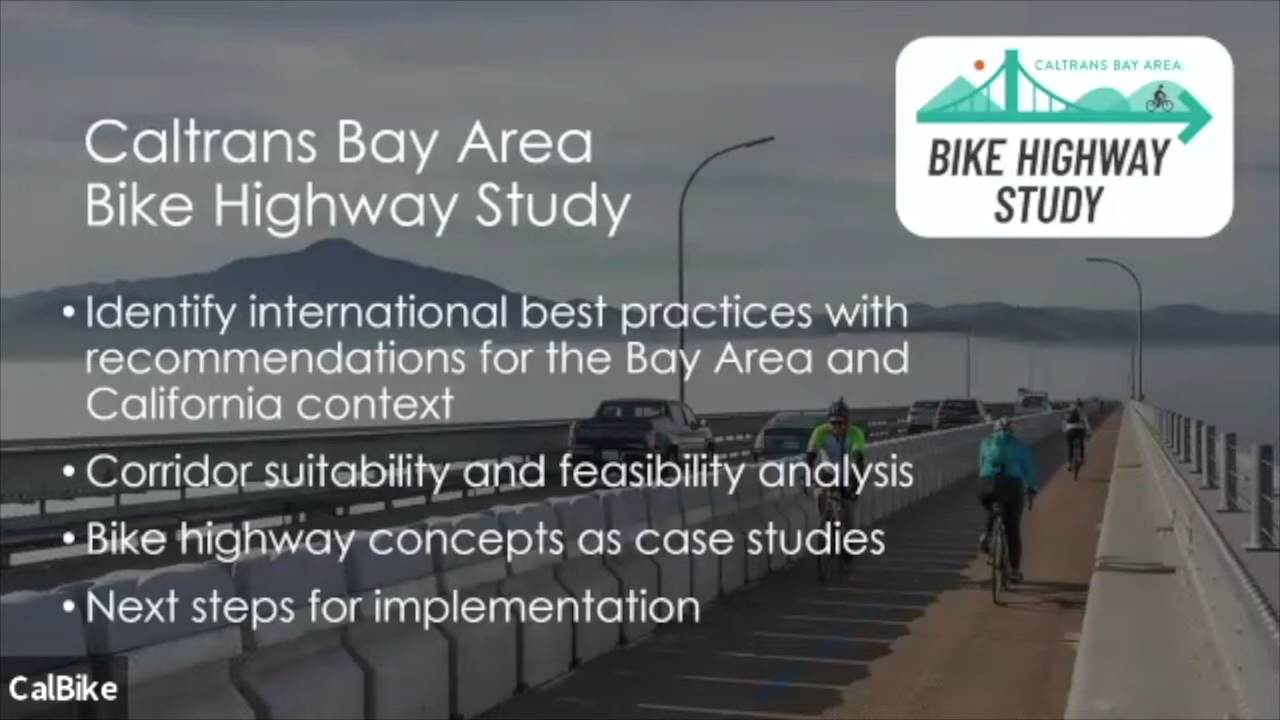 CALTRANS BAY AREA
BIKE HIGHWAY
STUDY
Caltrans Bay Area
Bike Highway Study
• Identify international best practices with
recommendations for the Bay Area and
California context
• Corridor suitability and feasibility analysis
• Bike highway concepts as case studies
• Next steps for implementation
CalBike